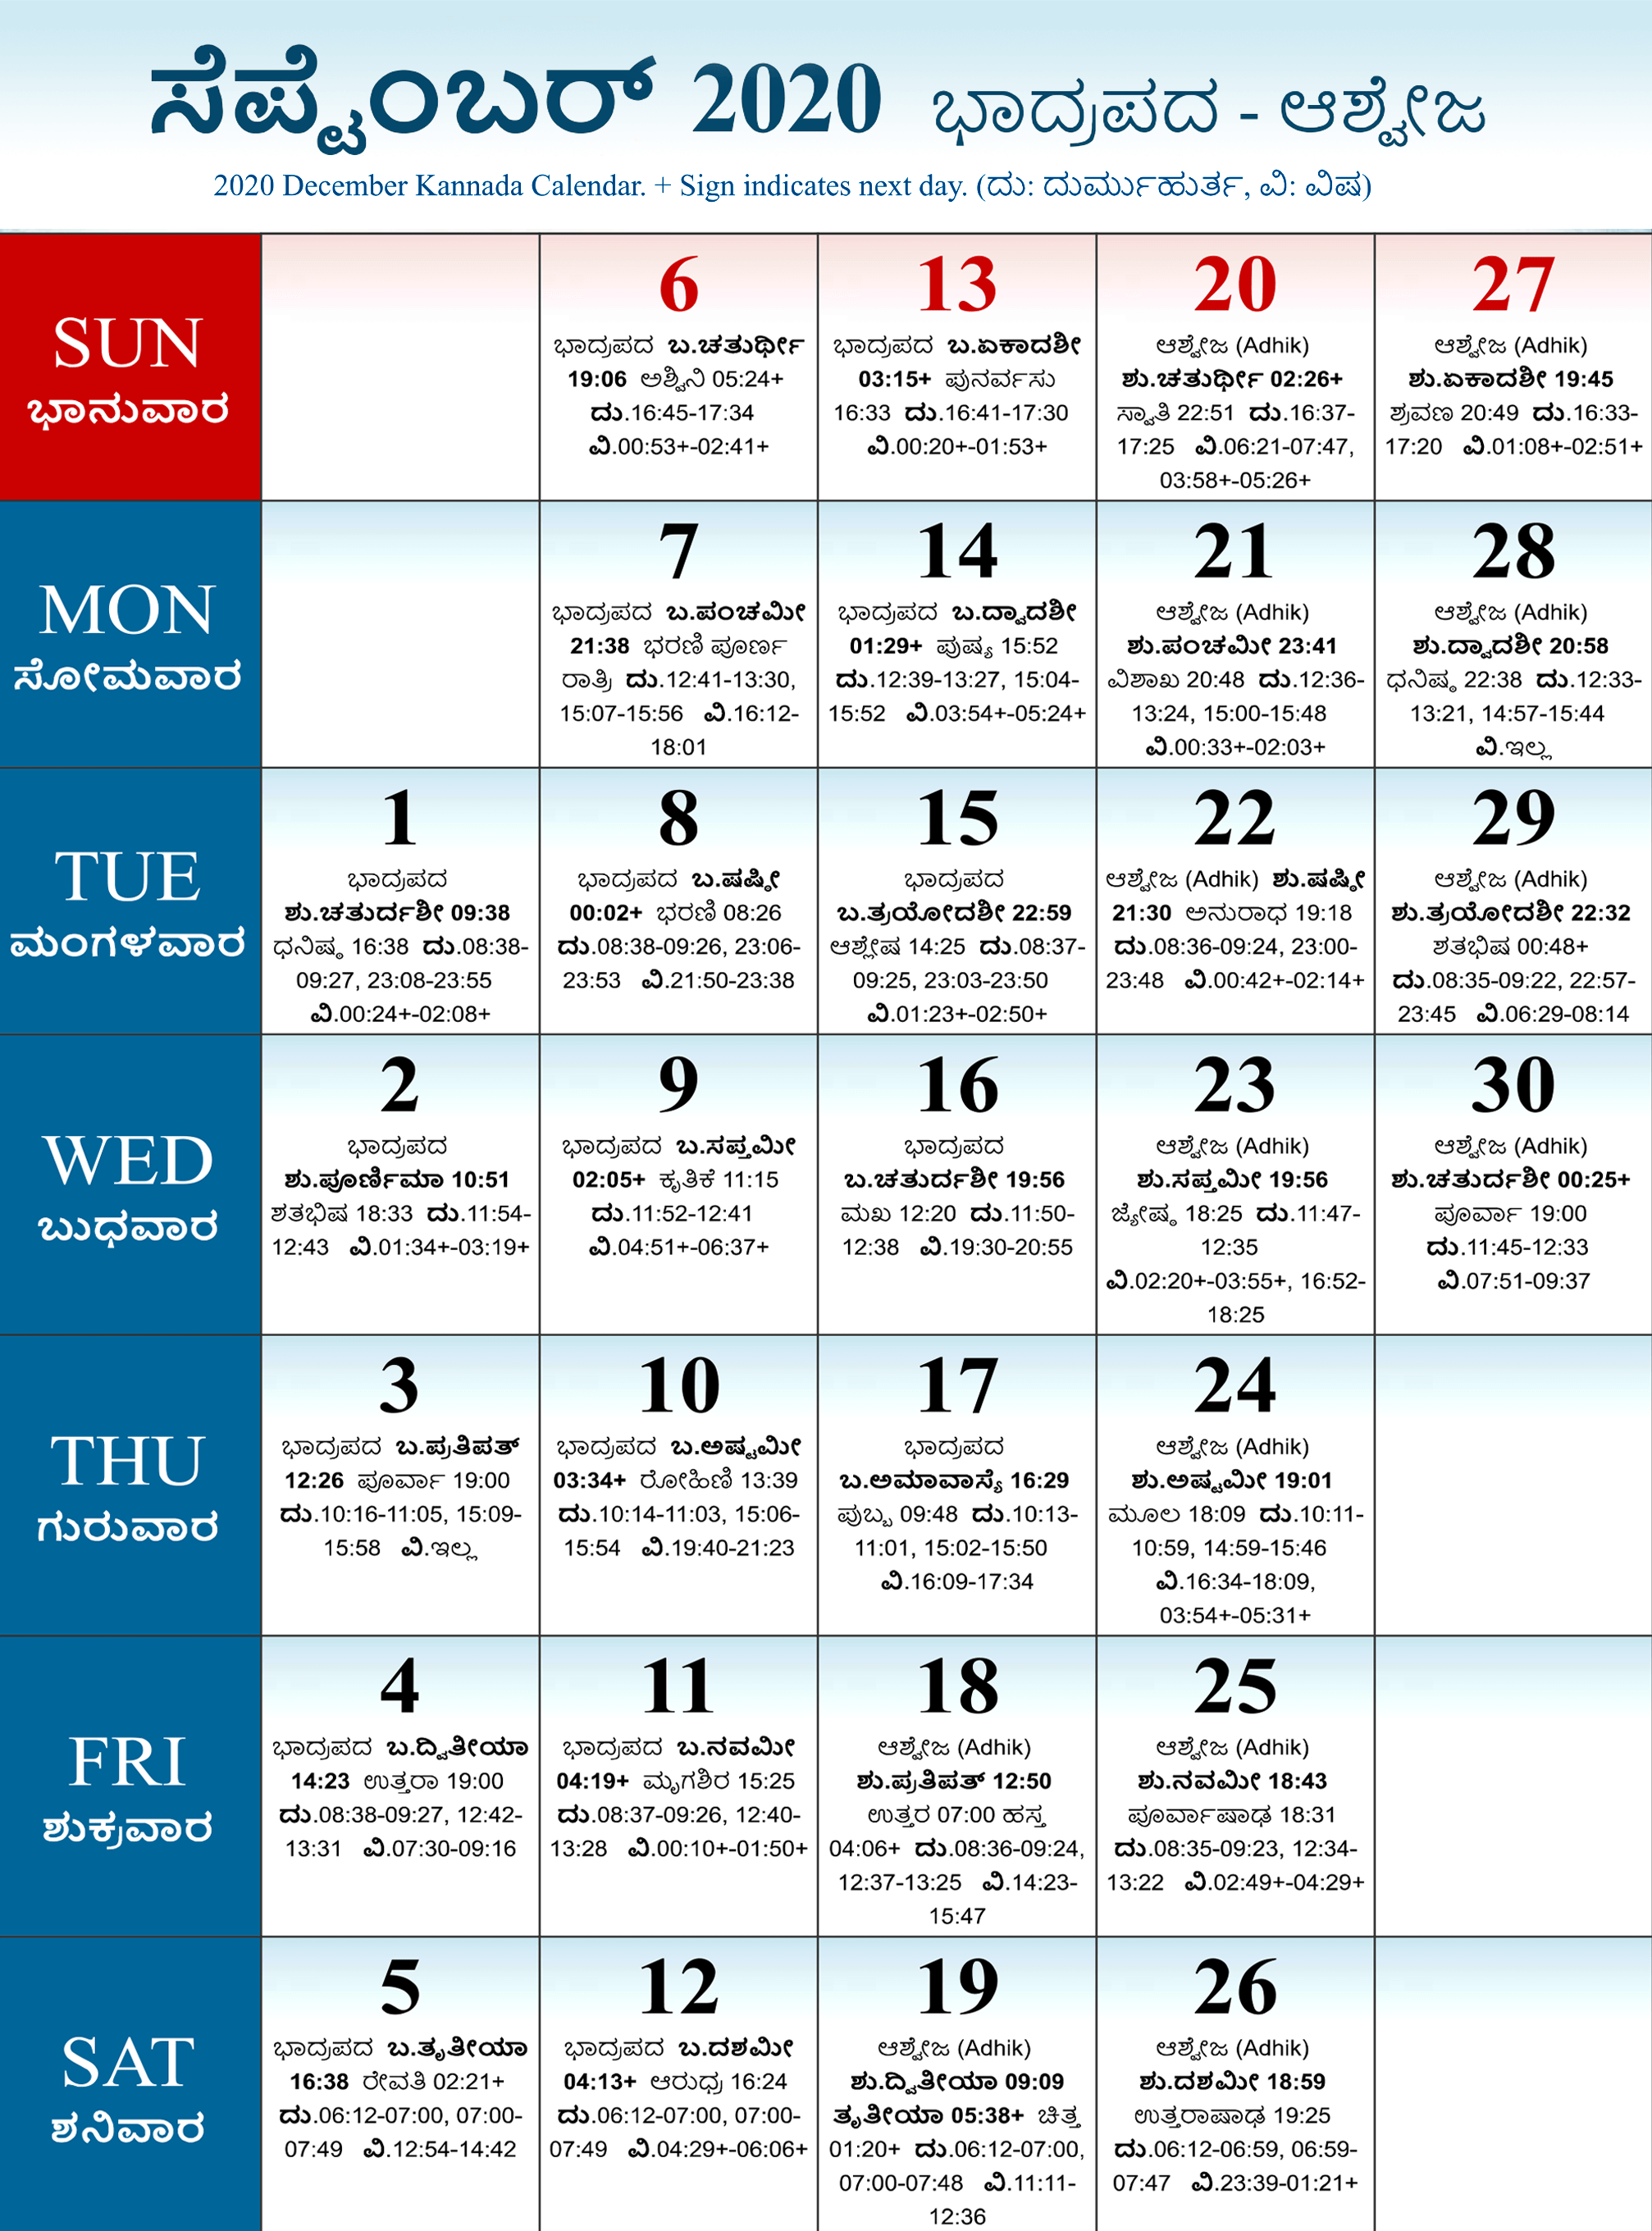 ಸೆಪ್ಟೆಂಬರ್ 2020 ಭಾದ್ರಪದ - ಆಶ್ವೇಜ
2020 December Kannada Calendar. + Sign indicates next day. (ದು: ದುರ್ಮುಹುರ್ತ, ವಿ: ವಿಷ)
SUN
ಭಾನುವಾರ
6
ಭಾದ್ರಪದ ಬ.ಚತುರ್ಥೀ
19:06 ಅಶ್ವಿನಿ 05:24+
ದು.16:45-17:34
ವಿ.00:53+-02:41+
13
ಭಾದ್ರಪದ ಬ.ಏಕಾದಶೀ
03:15+ ಪುನರ್ವಸು
16:33 ದು.16:41-17:30
ವಿ.00:20+-01:53+
20
ಆಶ್ವೇಜ (Adhik)
ಶು.ಚತುರ್ಥೀ 02:26+
ಸ್ವಾತಿ 22:51 ದು.16:37-
17:25 ವಿ.06:21-07:47,
03:58+-05:26+
27
ಆಶ್ವೇಜ (Adhik)
ಶು.ಏಕಾದಶೀ 19:45
ಶ್ರವಣ 20:49 ದು.16:33-
17:20 ವಿ.01:08+-02:51+
MON
ಸೋಮವಾರ
7
ಭಾದ್ರಪದ ಬ.ಪಂಚಮೀ
21:38 ಭರಣಿ ಪೂರ್ಣ
ರಾತ್ರಿ ದು.12:41-13:30,
15:07-15:56 ವಿ.16:12-
18:01
14
ಭಾದ್ರಪದ ಬ.ದ್ವಾದಶೀ
01:29+ ಪುಷ್ಯ 15:52
ದು.12:39-13:27, 15:04-
15:52 ವಿ.03:54+-05:24+
21
ಆಶ್ವೇಜ (Adhik)
ಶು.ಪಂಚಮೀ 23:41
ವಿಶಾಖ 20:48 ದು.12:36-
13:24, 15:00-15:48
ವಿ.00:33+-02:03+
28
ಆಶ್ವೇಜ (Adhik)
ಶು.ದ್ವಾದಶೀ 20:58
ಧನಿಷ್ಠ 22:38 ದು.12:33-
13:21, 14:57-15:44
ವಿ.ಇಲ್ಲ
TUE
ಮಂಗಳವಾರ
1
ಭಾದ್ರಪದ
ಶು.ಚತುರ್ದಶೀ 09:38
ಧನಿಷ್ಠ 16:38 ದು.08:38-
09:27, 23:08-23:55
ವಿ.00:24+-02:08+
8
ಭಾದ್ರಪದ ಬ.ಷಷ್ಠೀ
00:02+ ಭರಣಿ 08:26
ದು.08:38-09:26, 23:06-
23:53 ವಿ.21:50-23:38
15
ಭಾದ್ರಪದ
ಬ.ತ್ರಯೋದಶೀ 22:59
ಆಶ್ಲೇಷ 14:25 ದು.08:37-
09:25, 23:03-23:50
ವಿ.01:23+-02:50+
22
ಆಶ್ವೇಜ (Adhik) ಶು.ಷಷ್ಠೀ
21:30 ಅನುರಾಧ 19:18
ದು.08:36-09:24, 23:00-
23:48 ವಿ.00:42+-02:14+
29
ಆಶ್ವೇಜ (Adhik)
ಶು.ತ್ರಯೋದಶೀ 22:32
ಶತಭಿಷ 00:48+
ದು.08:35-09:22, 22:57-
23:45 ವಿ.06:29-08:14
WED
ಬುಧವಾರ
2
ಭಾದ್ರಪದ
ಶು.ಪೂರ್ಣಿಮಾ 10:51
ಶತಭಿಷ 18:33 ದು.11:54-
12:43 ವಿ.01:34+-03:19+
9
ಭಾದ್ರಪದ ಬ.ಸಪ್ತಮೀ
02:05+ ಕೃತಿಕೆ 11:15
ದು.11:52-12:41
ವಿ.04:51+-06:37+
16
ಭಾದ್ರಪದ
ಬ.ಚತುರ್ದಶೀ 19:56
ಮಖ 12:20 ದು.11:50-
12:38 ವಿ.19:30-20:55
23
ಆಶ್ವೇಜ (Adhik)
ಶು.ಸಪ್ತಮೀ 19:56
ಜ್ಯೇಷ್ಠ 18:25 ದು.11:47-
12:35
ವಿ.02:20+-03:55+, 16:52-
18:25
30
ಆಶ್ವೇಜ (Adhik)
ಶು.ಚತುರ್ದಶೀ 00:25+
ಪೂರ್ವಾ 19:00
ದು.11:45-12:33
ವಿ.07:51-09:37
THU
ಗುರುವಾರ
3
ಭಾದ್ರಪದ ಬ.ಪ್ರತಿಪತ್
12:26 ಪೂರ್ವಾ 19:00
ದು.10:16-11:05, 15:09-
15:58 ವಿ.ಇಲ್ಲ
10
ಭಾದ್ರಪದ ಬ.ಅಷ್ಟಮೀ
03:34+ ರೋಹಿಣಿ 13:39
ದು.10:14-11:03, 15:06-
15:54 ವಿ.19:40-21:23
17
ಭಾದ್ರಪದ
ಬ.ಅಮಾವಾಸ್ಯೆ 16:29
ಪುಬ್ಬ 09:48 ದು.10:13-
11:01, 15:02-15:50
ವಿ.16:09-17:34
24
ಆಶ್ವೇಜ (Adhik)
ಶು.ಅಷ್ಟಮೀ 19:01
ಮೂಲ 18:09 ದು.10:11-
10:59, 14:59-15:46
ವಿ.16:34-18:09,
03:54+-05:31+
FRI
ಶುಕ್ರವಾರ
4
ಭಾದ್ರಪದ ಬ.ದ್ವಿತೀಯಾ
14:23 ಉತ್ತರಾ 19:00
ದು.08:38-09:27, 12:42-
13:31 ವಿ.07:30-09:16
11
ಭಾದ್ರಪದ ಬ.ನವಮೀ
04:19+ ಮೃಗಶಿರ 15:25
ದು.08:37-09:26, 12:40-
13:28 ವಿ.00:10+-01:50+
18
ಆಶ್ವೇಜ (Adhik)
ಶು.ಪ್ರತಿಪತ್ 12:50
ಉತ್ತರ 07:00 ಹಸ್ತ
04:06+ ದು.08:36-09:24,
12:37-13:25 ವಿ.14:23-
15:47
25
ಆಶ್ವೇಜ (Adhik)
ಶು.ನವಮೀ 18:43
ಪೂರ್ವಾಷಾಢ 18:31
ದು.08:35-09:23, 12:34-
13:22 ವಿ.02:49+-04:29+
SAT
ಶನಿವಾರ
5
ಭಾದ್ರಪದ ಬ.ತೃತೀಯಾ
16:38 ರೇವತಿ 02:21+
ದು.06:12-07:00, 07:00-
07:49 ವಿ.12:54-14:42
12
ಭಾದ್ರಪದ ಬ.ದಶಮೀ
04:13+ ಆರುಧ್ರ 16:24
ದು.06:12-07:00, 07:00-
07:49 ವಿ.04:29+-06:06+
19
ಆಶ್ವೇಜ (Adhik)
ಶು.ದ್ವಿತೀಯಾ 09:09
ತೃತೀಯಾ 05:38+ ಚಿತ್ತ
01:20+ ದು.06:12-07:00,
07:00-07:48 ವಿ.11:11-
12:36
26
ಆಶ್ವೇಜ (Adhik)
ಶು.ದಶಮೀ 18:59
ಉತ್ತರಾಷಾಢ 19:25
ದು.06:12-06:59, 06:59-
07:47 ವಿ.23:39-01:21+